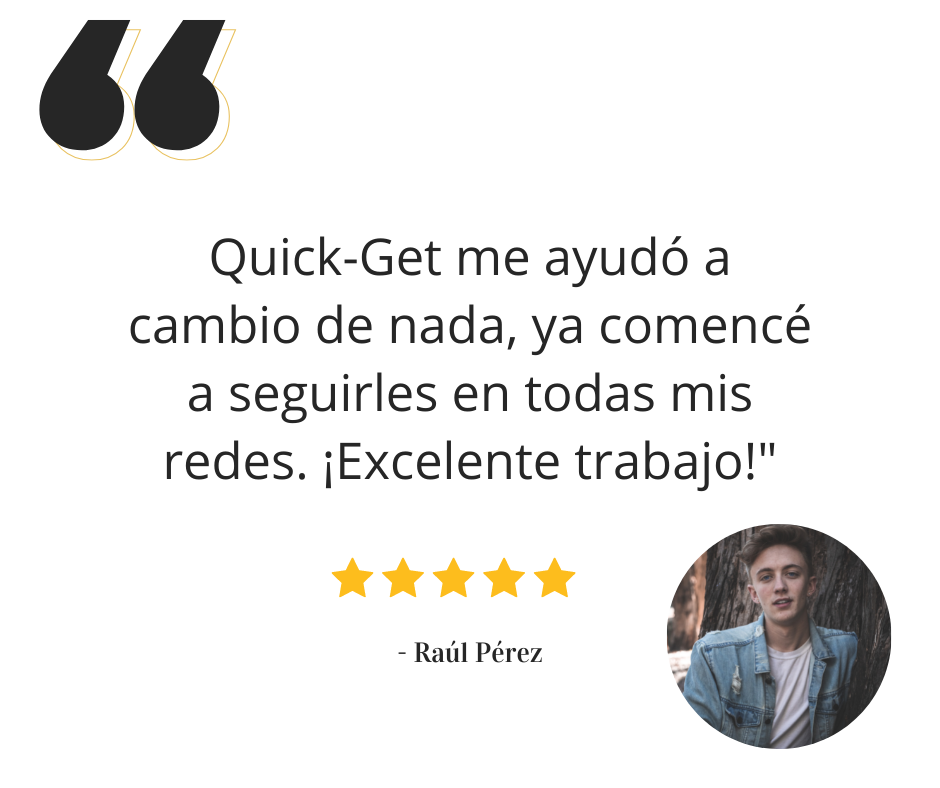 Quick-Get me ayudó a
cambio de nada, ya comencé
a seguirles en todas mis
redes. ¡Excelente trabajo!"
- Raúl Pérez